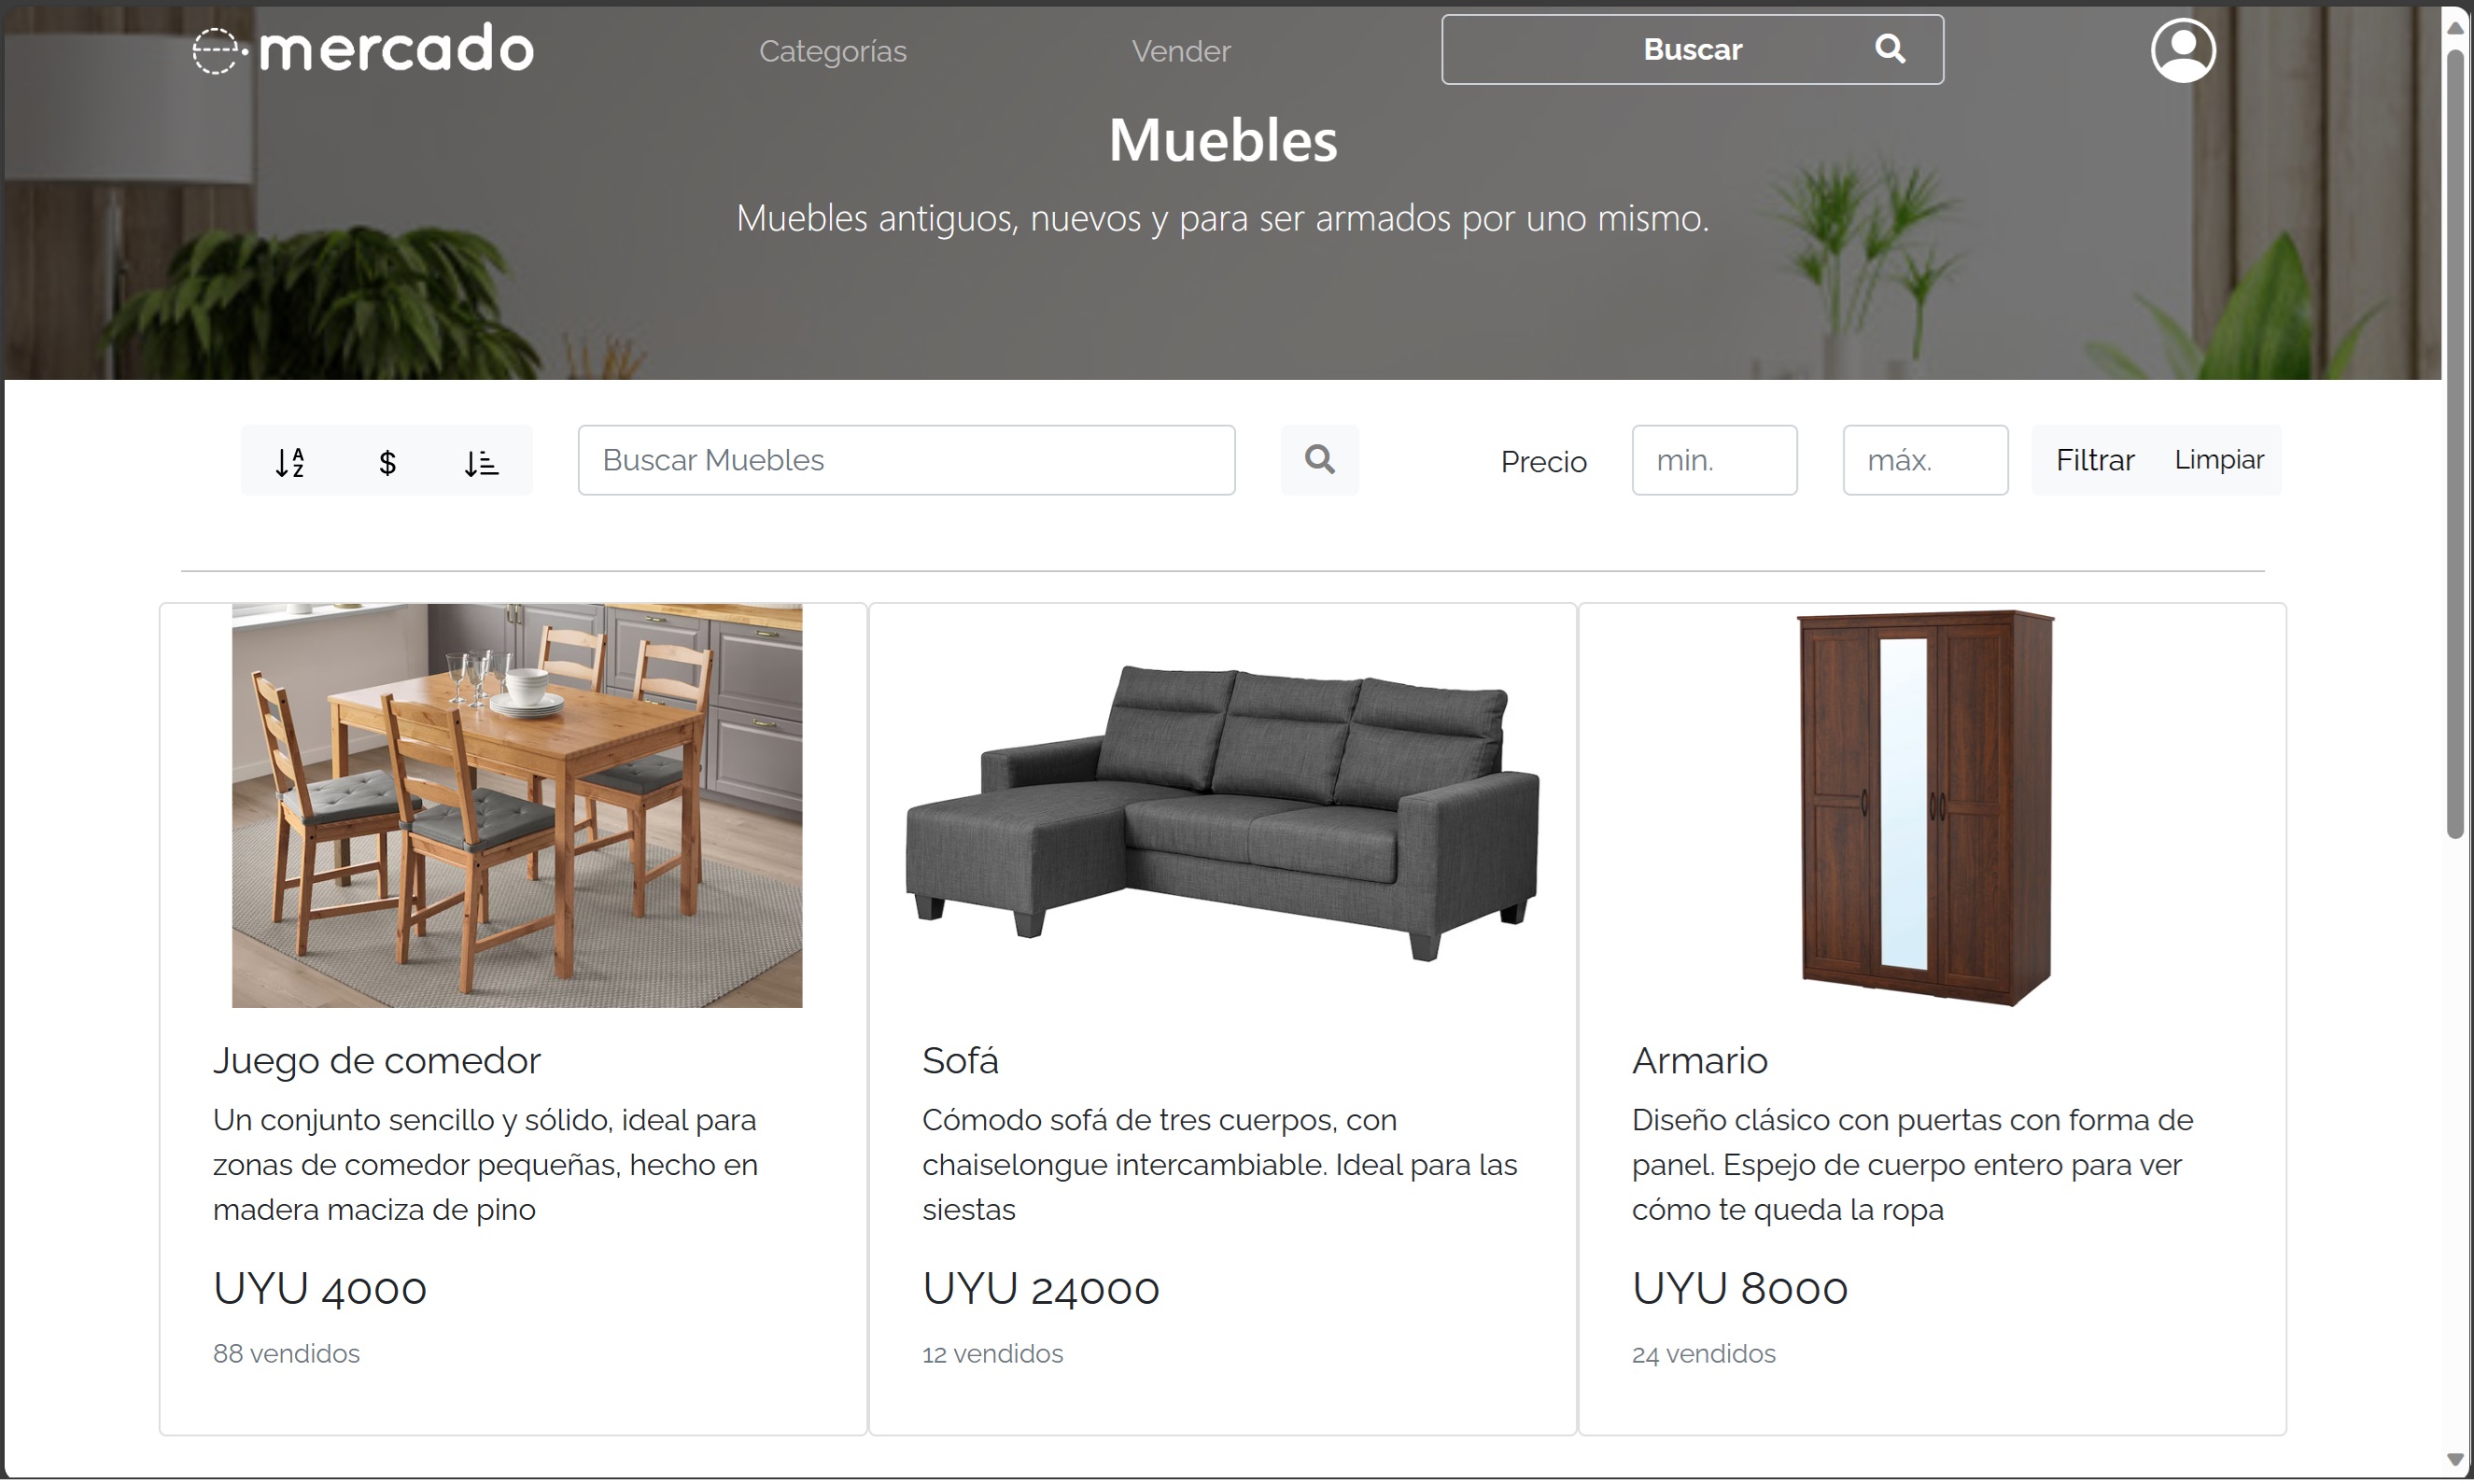 mercado
Categorías
Vender
Buscar
Muebles
Muebles antiguos, nuevos y para ser armados por uno mismo.
A
Z
$
Buscar Muebles
Precio
min.
máx.
Filtrar
Limpiar
Juego de comedor
Un conjunto sencillo y sólido, ideal para
zonas de comedor pequeñas, hecho en
madera maciza de pino
UYU 4000
88 vendidos
Sofá
Cómodo sofá de tres cuerpos, con
chaiselongue intercambiable. Ideal para las
siestas
UYU 24000
12 vendidos
Armario
Diseño clásico con puertas con forma de
panel. Espejo de cuerpo entero para ver
cómo te queda la ropa
UYU 8000
24 vendidos